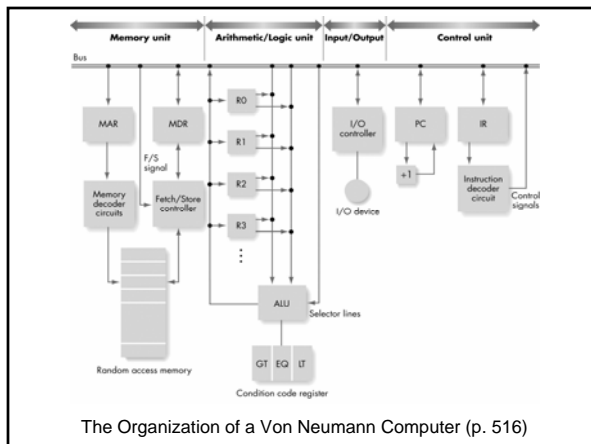 Memory unit Arithmetic/Logic unit Input/Output Control unit
Bus
R0
MAR MDR I/O controller PC IR
R1
F/S signal
Memory decoder circuits Fetch/Store controller R2 +1 Instruction decoder circuit Control signals
I/O device
R3
ALU
Selector lines
GT EQ LT
Random access memory
Condition code register
The Organization of a Von Neumann Computer (p. 516)